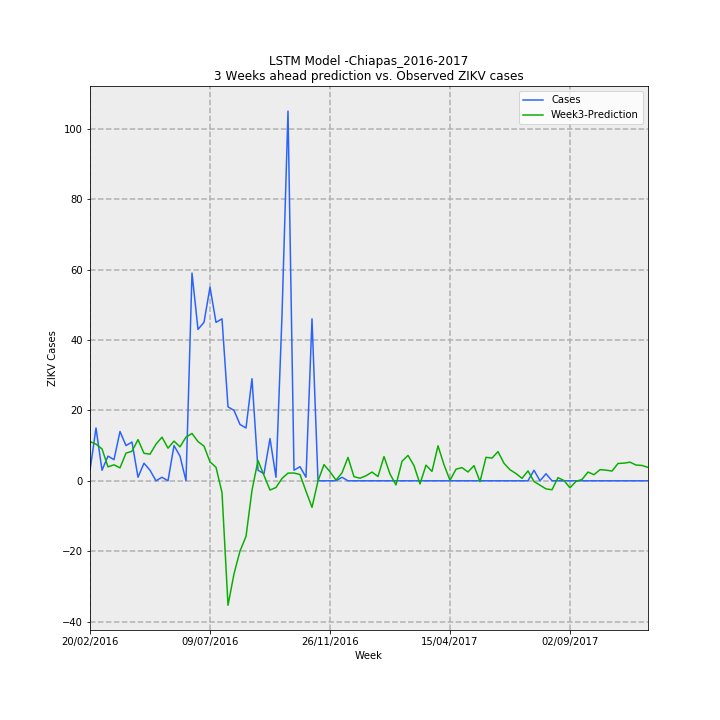 LSTM Model -Chiapas_2016-2017
3 Weeks ahead prediction vs. Observed ZIKV cases
Cases
Week3-Prediction
100
80
60
40
20
0
−20
−40
ZIKV Cases
20/02/2016
09/07/2016
26/11/2016
15/04/2017
02/09/2017
Week